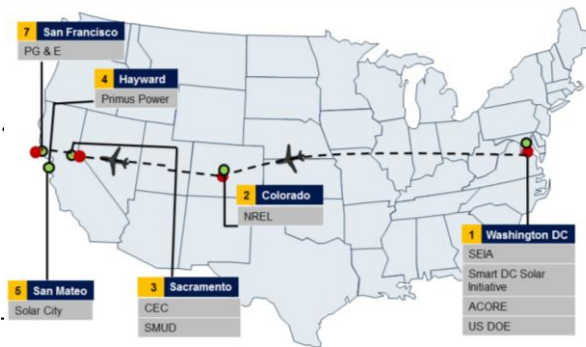 7 San Francisco
PG & E
4 Hayward
Primus Power
2 Colorado
NREL
1 Washington DC
SEIA
Smart DC Solar
Initiative
ACORE
US DOE
5 San Mateo
Solar City
3 Sacramento
CEC
SMUD